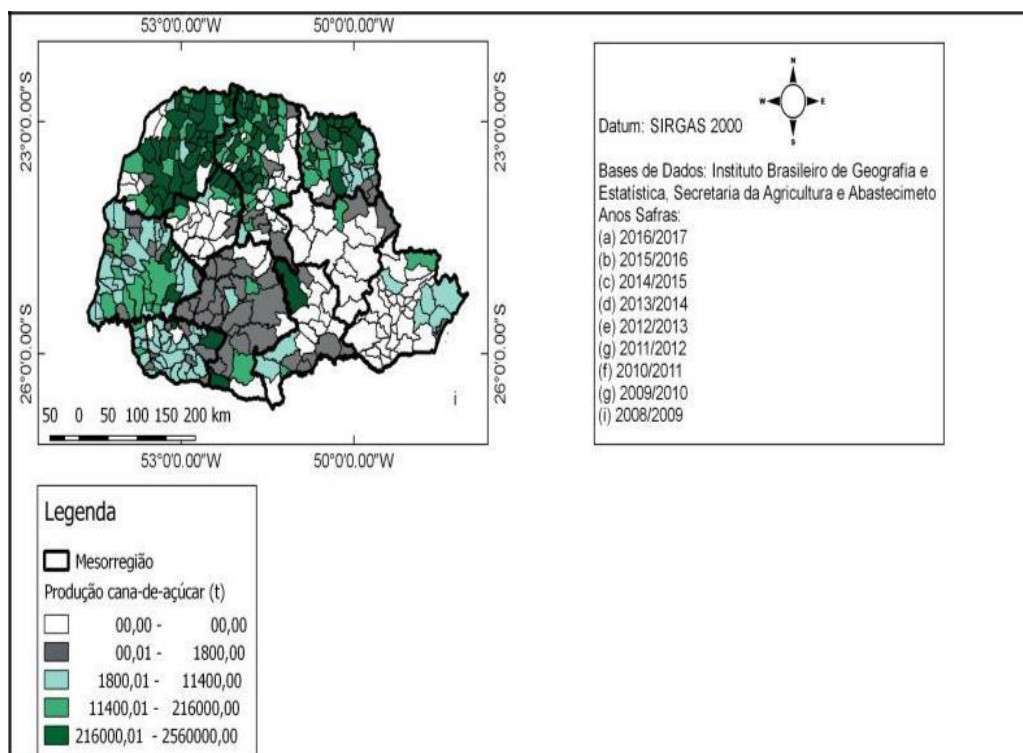 53°0'0.00"W 50°0'0.00"W
23°0'0.00"S 23°0'0.00"S
26°0'0.00"S 26°0'0.00"S
i
50 0 50 100 150 200 km
53°0'0.00"W 50°0'0.00"W
N
W E
S
Datum: SIRGAS 2000
Bases de Dados: Instituto Brasileiro de Geografia e
Estatística, Secretaria da Agricultura e Abastecimeto
Anos Safras:
(a) 2016/2017
(b) 2015/2016
(c) 2014/2015
(d) 2013/2014
(e) 2012/2013
(g) 2011/2012
(f) 2010/2011
(g) 2009/2010
(i) 2008/2009
Legenda
Mesorregião
Produção cana-de-açúcar (t)
00,00 - 00,00
00,01 - 1800,00
1800,01 - 11400,00
11400,01 - 216000,00
216000,01 - 2560000,00